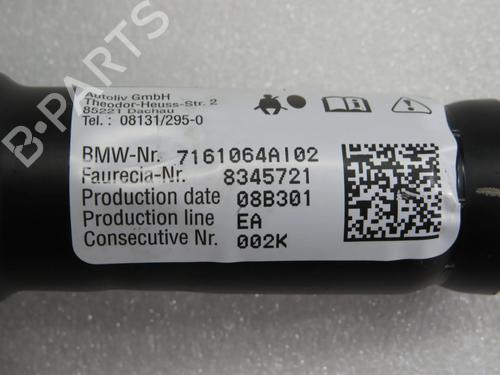 B-PARTS
Autoliv GmbH
Theodor-Heuss-Str. 2
85221 Dachau
Tel.: 08131/295-0
BMW-Nr. 7161064AI02
Faurecia-Nr. 8345721
Production date 08B301
Production line EA
Consecutive Nr. 002K